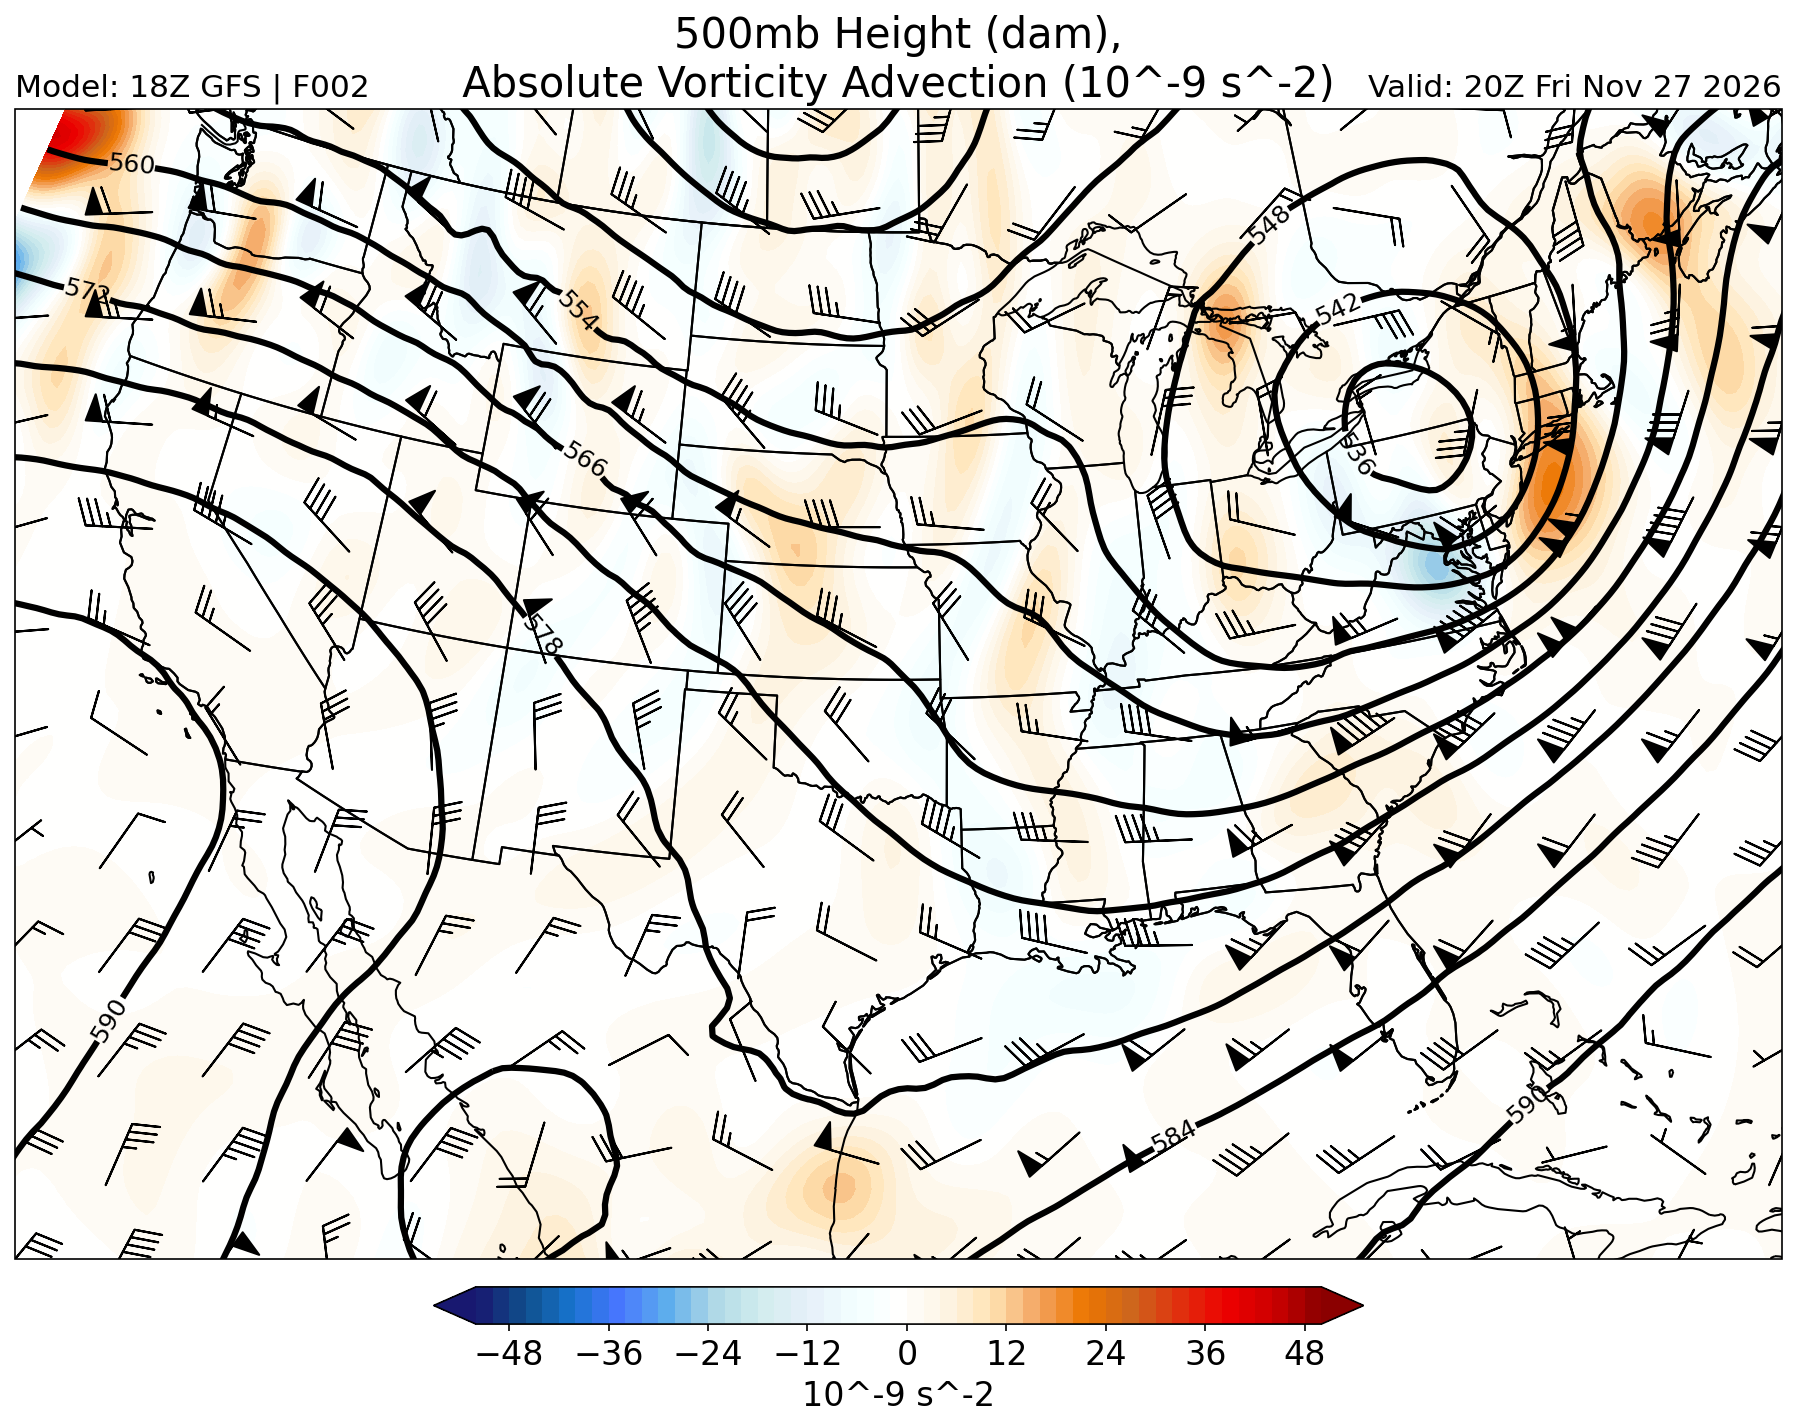 500mb Height (dam),
Model: 18Z GFS | F002
Absolute Vorticity Advection (10^-9 s^-2)
Valid: 20Z Fri Nov 27 2026
560
572
554
566
578
590
548
542
536
584
590
−48 −36 −24 −12 0 12 24 36 48
10^-9 s^-2